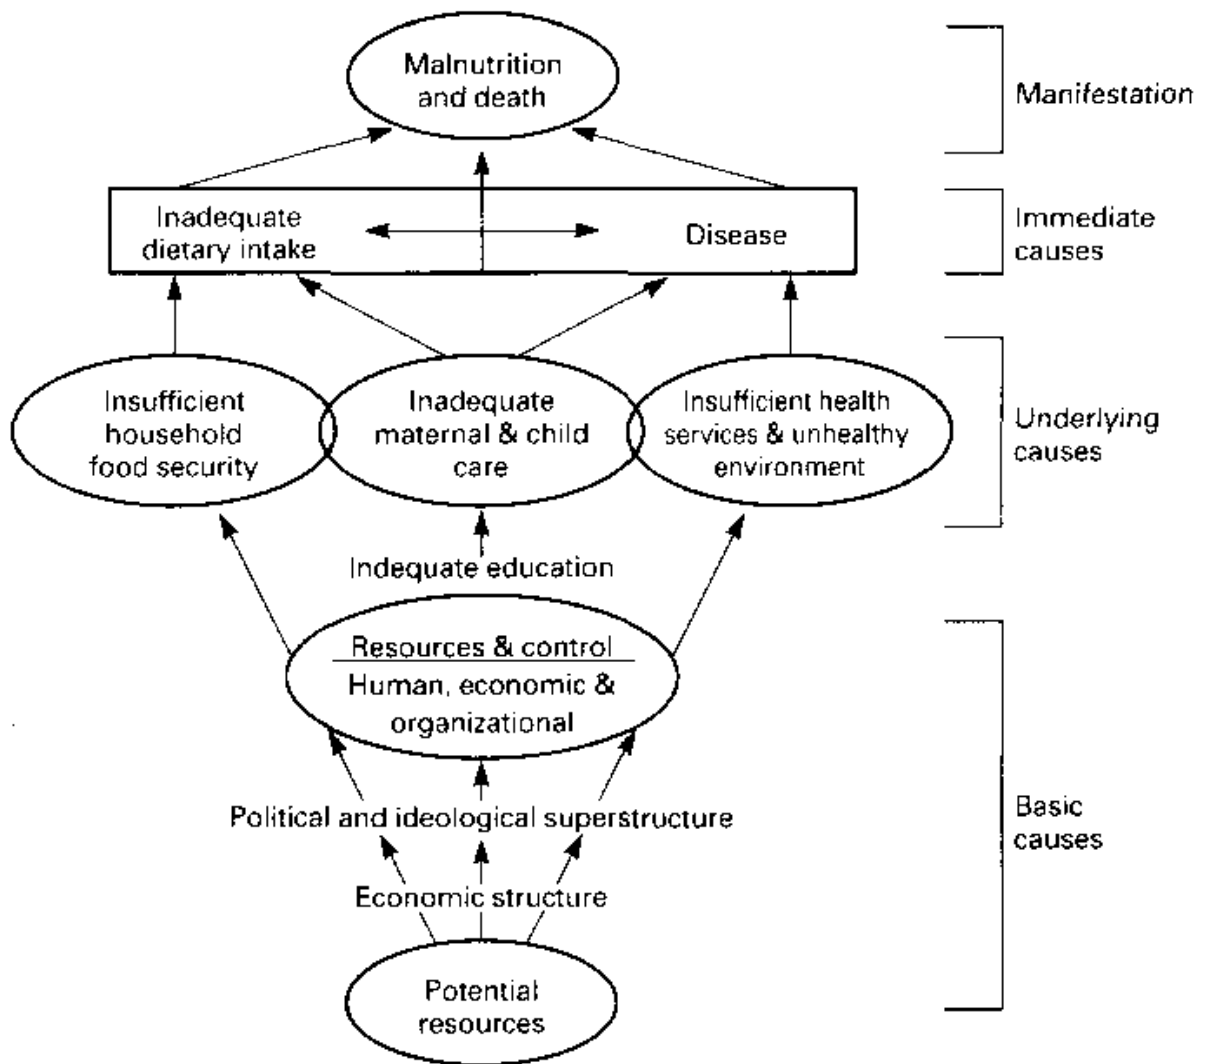 Malnutrition
and death
Manifestation
Inadequate
dietary intake
Disease
Immediate
causes
Insufficient
household
food security
Inadequate
maternal & child
care
Insufficient health
services & unhealthy
environment
Underlying
causes
Indequate education
Resources & control
Human, economic &
organizational
Political and ideological superstructure
Economic structure
Basic
causes
Potential
resources